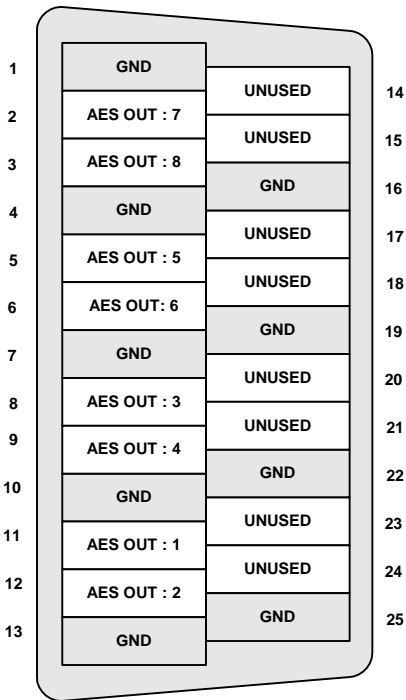 1 GND
UNUSED 14
2 AES OUT : 7
UNUSED 15
3 AES OUT : 8
GND 16
4 GND
UNUSED 17
5 AES OUT : 5
UNUSED 18
6 AES OUT: 6
GND 19
7 GND
UNUSED 20
8 AES OUT : 3
UNUSED 21
9 AES OUT : 4
GND 22
10 GND
UNUSED 23
11 AES OUT : 1
UNUSED 24
12 AES OUT : 2
GND 25
13 GND